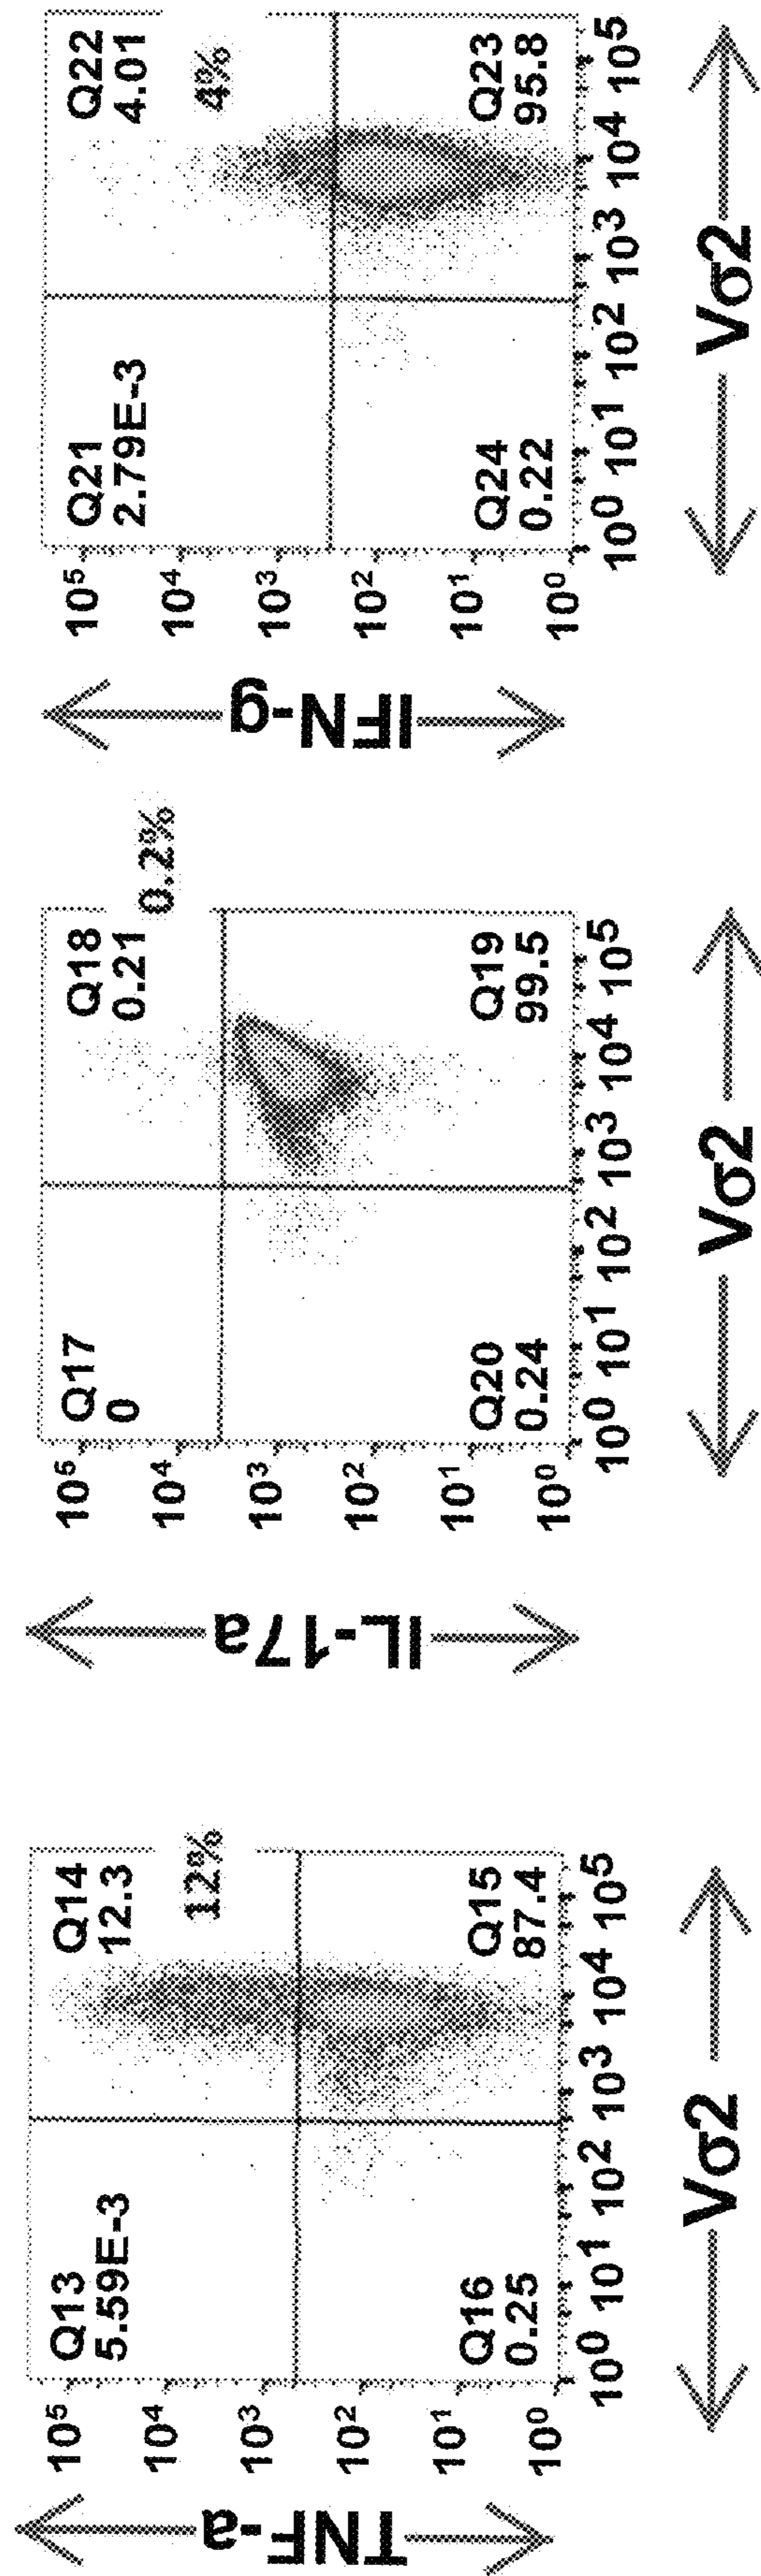 TNF-a
10⁵
10⁴
10³
10²
10¹
10⁰
Q13
5.59E-3
Q14
12.3
12%
Q16
0.25
Q15
87.4
10⁰ 10¹ 10² 10³ 10⁴ 10⁵
Vσ2
IL-17a
10⁵
10⁴
10³
10²
10¹
10⁰
Q17
0
Q18
0.21
0.2%
Q20
0.24
Q19
99.5
10⁰ 10¹ 10² 10³ 10⁴ 10⁵
Vσ2
IFN-g
10⁵
10⁴
10³
10²
10¹
10⁰
Q21
2.79E-3
Q22
4.01
4%
Q24
0.22
Q23
95.8
10⁰ 10¹ 10² 10³ 10⁴ 10⁵
Vσ2